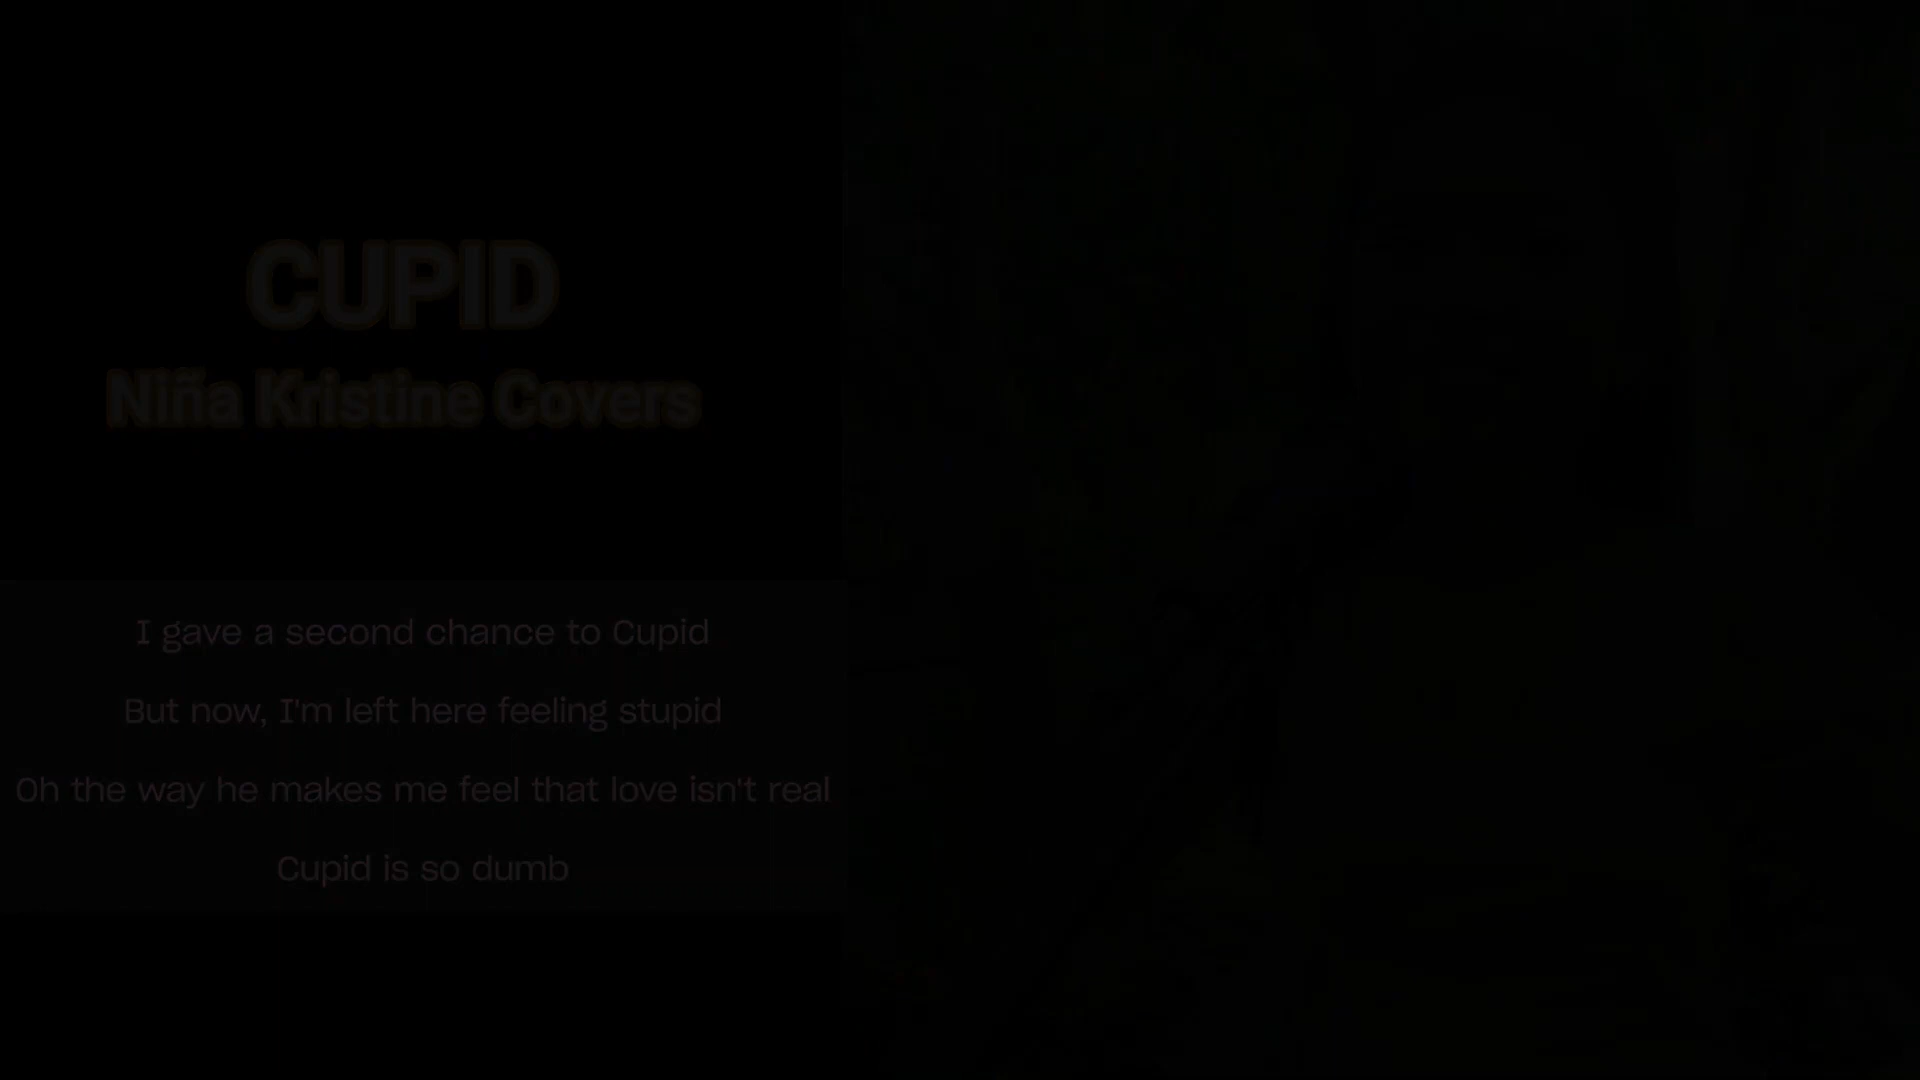 CUPID
Niña Kristine Covers
I gave a second chance to Cupid
But now, I'm left here feeling stupid
Oh the way he makes me feel that love isn't real
Cupid is so dumb